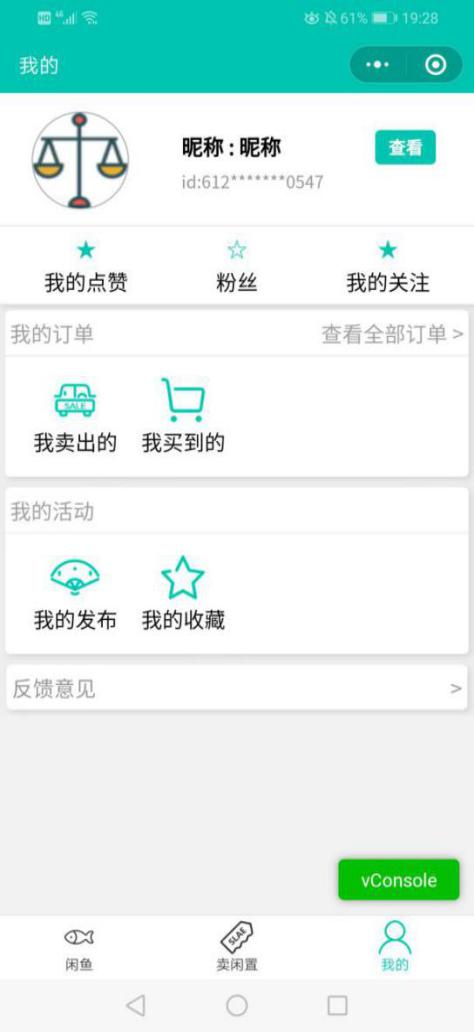 HD 46 61% 19:28
我的
昵称 : 昵称
查看
id:612*******0547
我的点赞 粉丝 我的关注
我的订单 查看全部订单 >
SALE
我卖出的 我买到的
我的活动
我的发布 我的收藏
反馈意见 >
vConsole
SLAE
闲鱼 卖闲置 我的